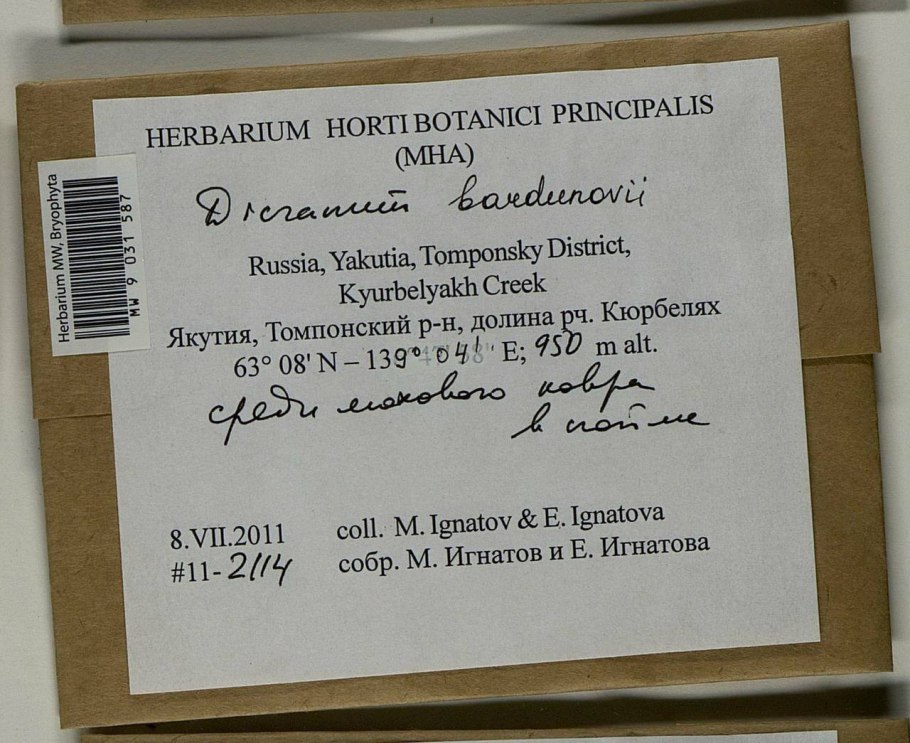 HERBARIUM HORTI BOTANICI PRINCIPALIS
(MHA)
Dicranum bardunovii
Russia, Yakutia, Tomponsky District,
Kyurbelyakh Creek
Якутия, Томпонский р-н, долина рч. Кюрбелях
63° 08' N – 139° 04' E; 950 m alt.
среди мохового ковра
в пойме
8.VII.2011 coll. M. Ignatov & E. Ignatova
#11-2114 собр. М. Игнатов и Е. Игнатова
Herbarium MW, Bryophyta
MW 9 031 587